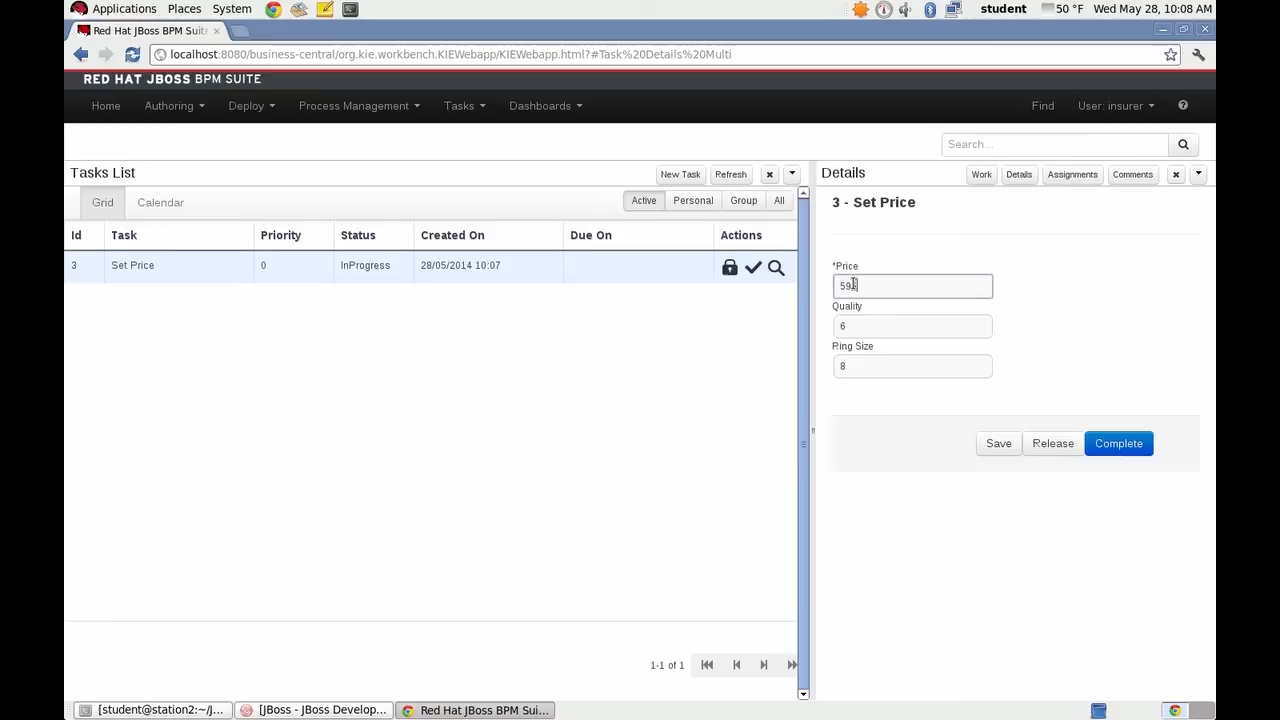 Applications Places System student 50 °F Wed May 28, 10:08 AM
Red Hat JBoss BPM Suite
localhost:8080/business-central/org.kie.workbench.KIEWebapp/KIEWebapp.html?#Task%20Details%20Multi
RED HAT JBOSS BPM SUITE
Home Authoring Deploy Process Management Tasks Dashboards Find User: insurer
Search...
Tasks List New Task Refresh
Details Work Details Assignments Comments
Grid Calendar Active Personal Group All
3 - Set Price
Id Task Priority Status Created On Due On Actions
3 Set Price 0 InProgress 28/05/2014 10:07
*Price
Quality
6
Ring Size
8
Save Release Complete
1-1 of 1
[student@station2:~/J... [JBoss - JBoss Develop... Red Hat JBoss BPM Sui...